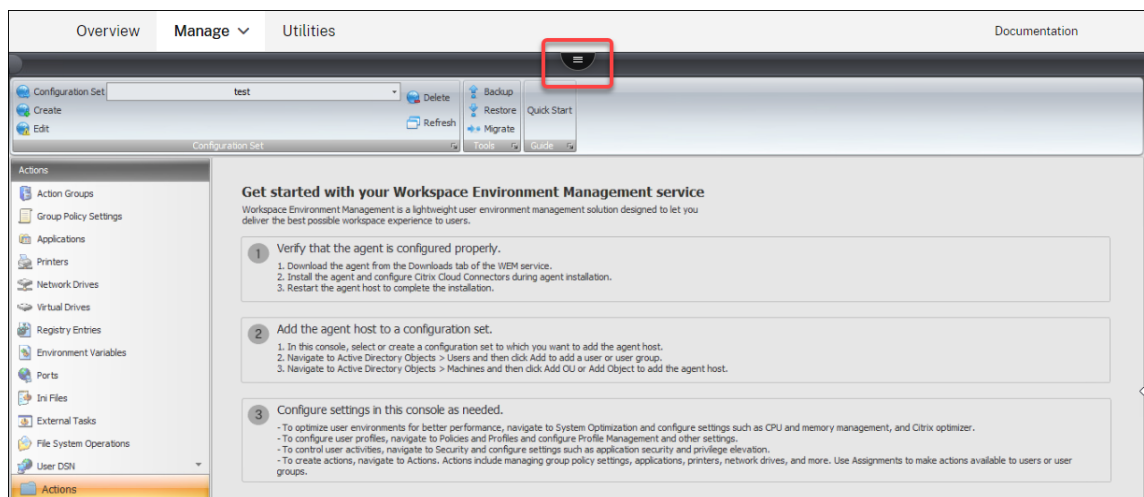 Overview Manage Utilities Documentation
Configuration Set test
Create
Edit
Delete
Refresh
Configuration Set
Backup
Restore
Migrate
Tools
Quick Start
Guide
Actions
Action Groups
Group Policy Settings
Applications
Printers
Network Drives
Virtual Drives
Registry Entries
Environment Variables
Ports
Ini Files
External Tasks
File System Operations
User DSN
Actions
Get started with your Workspace Environment Management service
Workspace Environment Management is a lightweight user environment management solution designed to let you
deliver the best possible workspace experience to users.
1 Verify that the agent is configured properly.
1. Download the agent from the Downloads tab of the WEM service.
2. Install the agent and configure Citrix Cloud Connectors during agent installation.
3. Restart the agent host to complete the installation.
2 Add the agent host to a configuration set.
1. In this console, select or create a configuration set to which you want to add the agent host.
2. Navigate to Active Directory Objects > Users and then click Add to add a user or user group.
3. Navigate to Active Directory Objects > Machines and then click Add OU or Add Object to add the agent host.
3 Configure settings in this console as needed.
- To optimize user environments for better performance, navigate to System Optimization and configure settings such as CPU and memory management, and Citrix optimizer.
- To configure user profiles, navigate to Policies and Profiles and configure Profile Management and other settings.
- To control user activities, navigate to Security and configure settings such as application security and privilege elevation.
- To create actions, navigate to Actions. Actions include managing group policy settings, applications, printers, network drives, and more. Use Assignments to make actions available to users or user
groups.